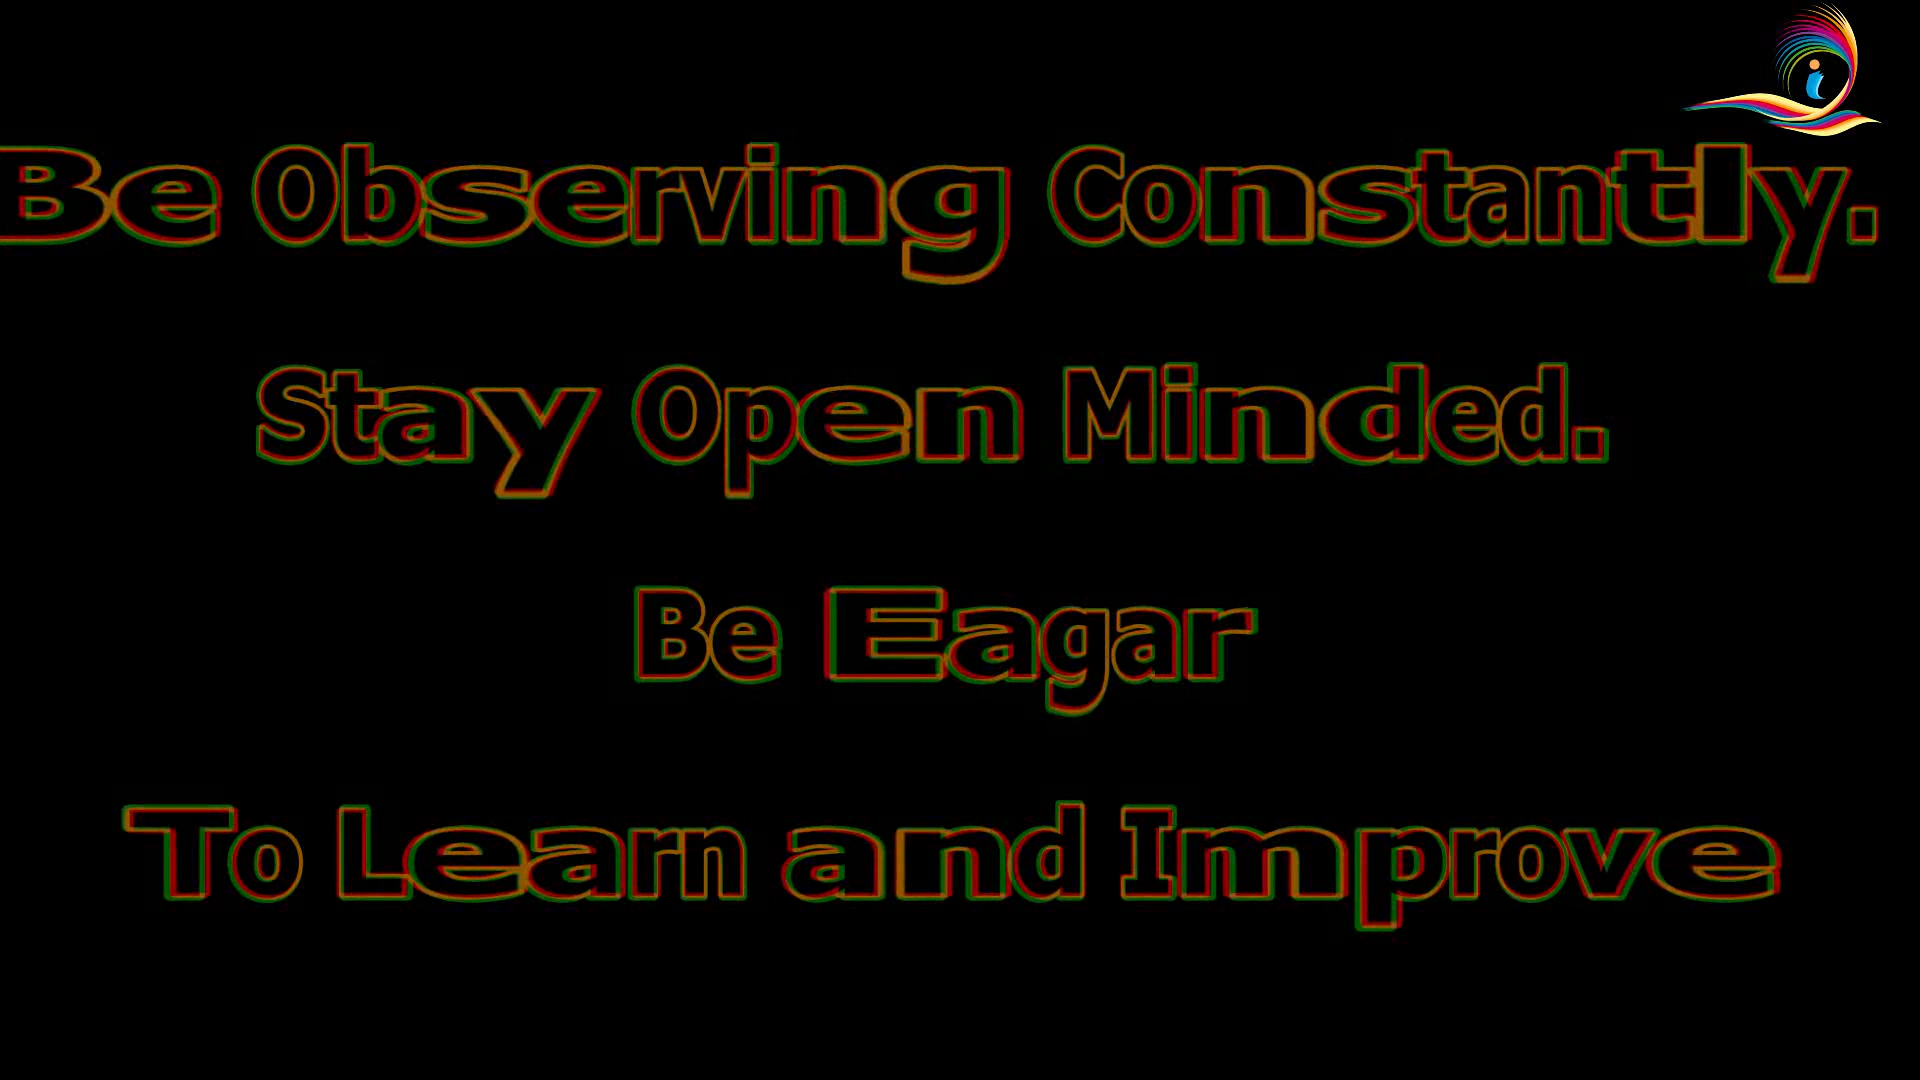 Be Observing Constantly.
Stay Open Minded.
Be Eagar
To Learn and Improve